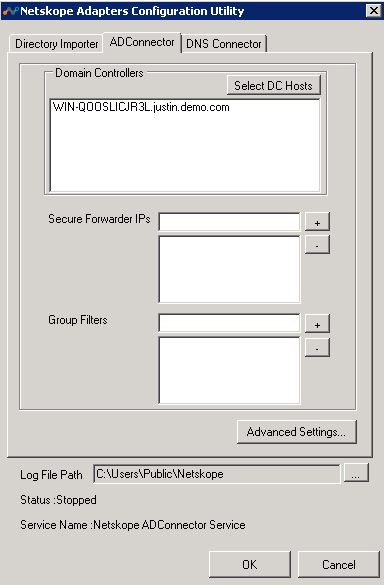 Netskope Adapters Configuration Utility
Directory Importer ADConnector DNS Connector
Domain Controllers
Select DC Hosts
WIN-QOOSLICJR3L.justin.demo.com
Secure Forwarder IPs
+
-
Group Filters
+
-
Advanced Settings...
Log File Path C:\Users\Public\Netskope ...
Status :Stopped
Service Name :Netskope ADConnector Service
OK Cancel